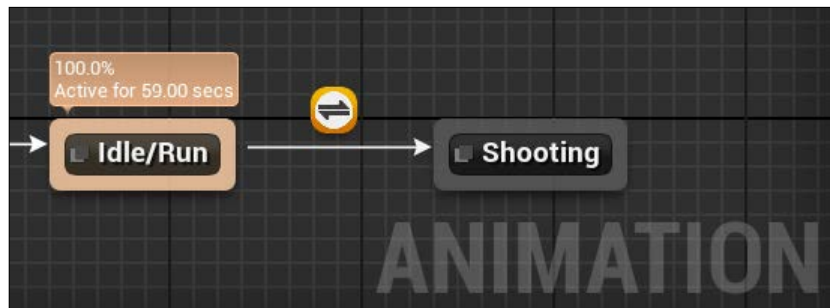 100.0%
Active for 59.00 secs
Idle/Run
Shooting
ANIMATION